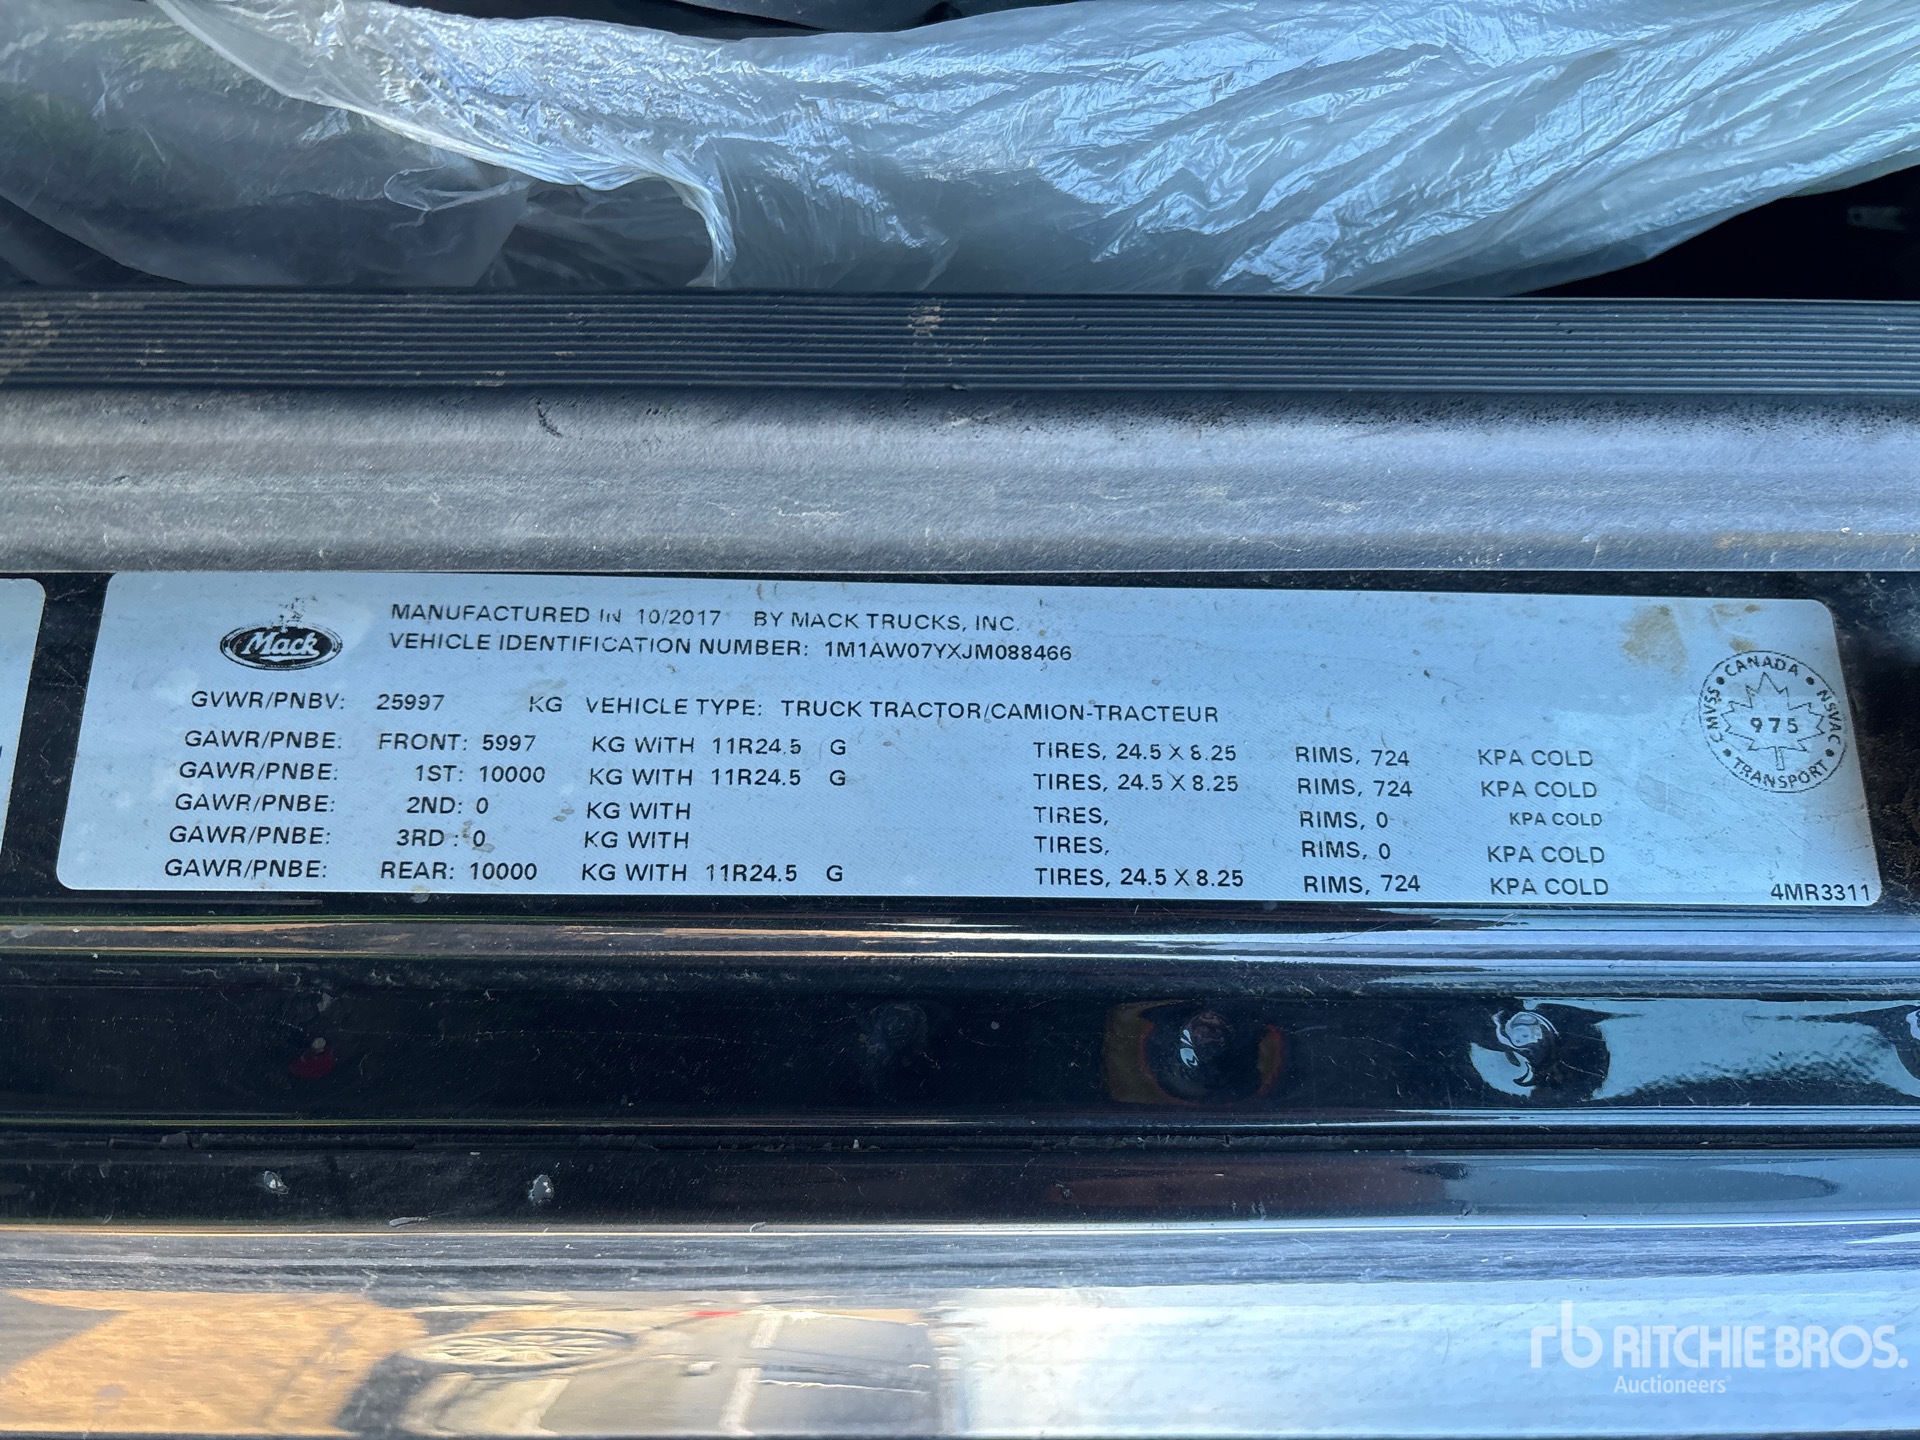 Mack
MANUFACTURED IN 10/2017 BY MACK TRUCKS, INC.
VEHICLE IDENTIFICATION NUMBER: 1M1AW07YXJM088466
GVWR/PNBV: 25997 KG VEHICLE TYPE: TRUCK TRACTOR/CAMION-TRACTEUR
GAWR/PNBE: FRONT: 5997 KG WITH 11R24.5 G TIRES, 24.5 X 8.25 RIMS, 724 KPA COLD
GAWR/PNBE: 1ST: 10000 KG WITH 11R24.5 G TIRES, 24.5 X 8.25 RIMS, 724 KPA COLD
GAWR/PNBE: 2ND: 0 KG WITH TIRES, RIMS, 0 KPA COLD
GAWR/PNBE: 3RD : 0 KG WITH TIRES, RIMS, 0 KPA COLD
GAWR/PNBE: REAR: 10000 KG WITH 11R24.5 G TIRES, 24.5 X 8.25 RIMS, 724 KPA COLD
CANADA • NSVAC • TRANSPORT • CMVSS •
975
4MR3311
rb RITCHIE BROS.
Auctioneers